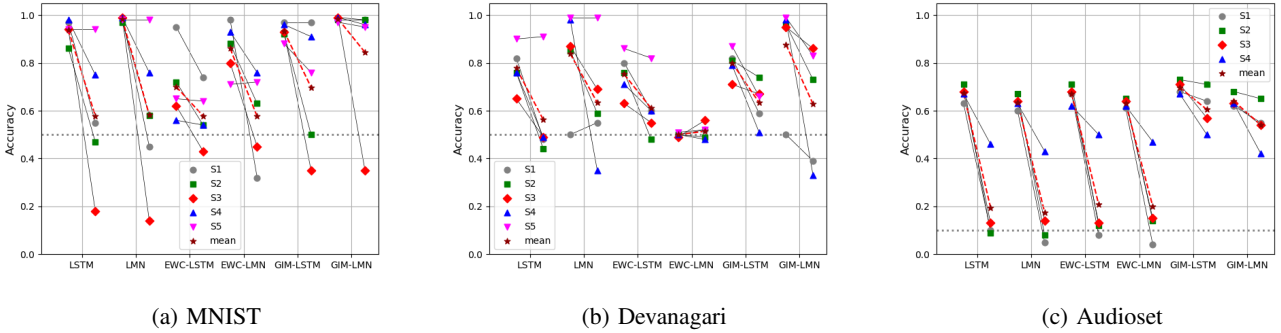 Accuracy
1.0
0.8
0.6
0.4
0.2
0.0
S1
S2
S3
S4
S5
mean
LSTM LMN EWC-LSTM EWC-LMN GIM-LSTM GIM-LMN
(a) MNIST
Accuracy
1.0
0.8
0.6
0.4
0.2
0.0
S1
S2
S3
S4
S5
mean
LSTM LMN EWC-LSTM EWC-LMN GIM-LSTM GIM-LMN
(b) Devanagari
Accuracy
1.0
0.8
0.6
0.4
0.2
0.0
S1
S2
S3
S4
mean
LSTM LMN EWC-LSTM EWC-LMN GIM-LSTM GIM-LMN
(c) Audioset